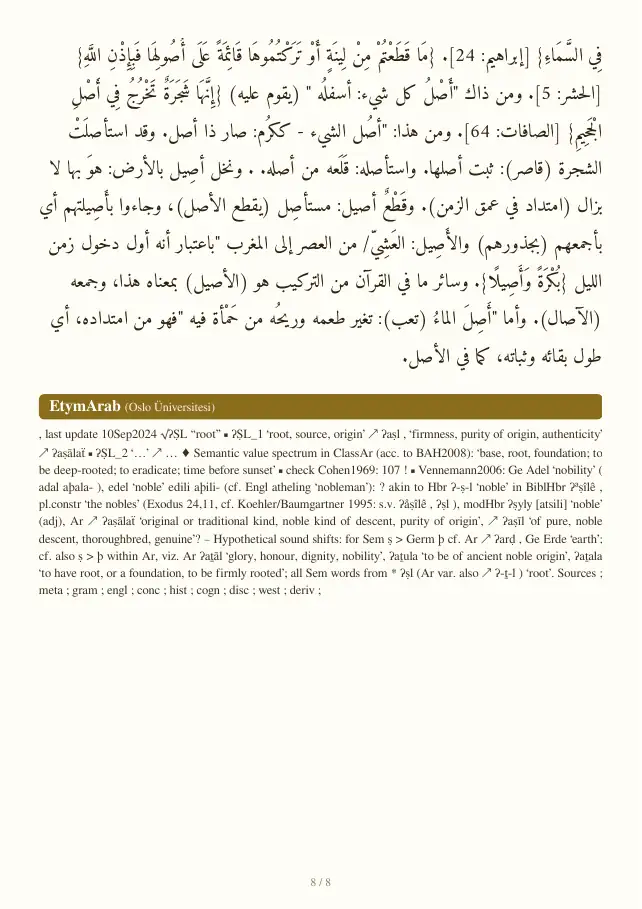 فِي السَّمَاءِ} [إبراهيم: 24]. {مَا قَطَعْتُمْ مِنْ لِينَةٍ أَوْ تَرَكْتُمُوهَا قَائِمَةً عَلَى أُصُولِهَا فَبِإِذْنِ اللَّهِ}
[الحشر: 5]. ومن ذاك "أَصْلُ كل شيء: أسفلُه " (يقوم عليه) {إِنَّهَا شَجَرَةٌ تَخْرُجُ فِي أَصْلِ
الْجَحِيمِ} [الصافات: 64]. ومن هذا: "أصُل الشيء - ككرُم: صار ذا أصل. وقد استأصلَتْ
الشجرة (قاصر): ثبت أصلها. واستأصله: قَلَعه من أصله. . ونخل أصِيل بالأرض: هوَ بها لا
يزال (امتداد في عمق الزمن). وقَطْعٌ أصيل: مستأصِل (يقطع الأصل)، وجاءوا بأَصِيلتهم أي
بأجمعهم (بجذورهم) والأَصِيل: العَشِيّ/ من العصر إلى المغرب "باعتبار أنه أول دخول زمن
الليل {بُكْرَةً وَأَصِيلًا}. وسائر ما في القرآن من التركيب هو (الأصيل) بمعناه هذا، وجمعه
(الآصال). وأما "أَصِلَ الماءُ (تعب): تغير طعمه وريحُه من حَمْأة فيه "فهو من امتداده، أي
طول بقائه وثباته، كما في الأصل.
EtymArab (Oslo Üniversitesi)
, last update 10Sep2024 √ʔṢL “root” ▪ ʔṢL_1 ‘root, source, origin’ ↗ ʔaṣl , ‘firmness, purity of origin, authenticity’
↗ ʔaṣālaẗ ▪ ʔṢL_2 ‘…’ ↗ … ♦ Semantic value spectrum in ClassAr (acc. to BAH2008): ‘base, root, foundation; to
be deep-rooted; to eradicate; time before sunset’ ▪ check Cohen1969: 107 ! ▪ Vennemann2006: Ge Adel ‘nobility’ (
adal aþala- ), edel ‘noble’ edili aþili- (cf. Engl atheling ‘nobleman’): ? akin to Hbr ʔ-ṣ-l ‘noble’ in BiblHbr ʔᵃṣîlê ,
pl.constr ‘the nobles’ (Exodus 24,11, cf. Koehler/Baumgartner 1995: s.v. ʔåṣîlê , ʔṣl ), modHbr ʔṣyly [atsili] ‘noble’
(adj), Ar ↗ ʔaṣālaẗ ‘original or traditional kind, noble kind of descent, purity of origin’, ↗ ʔaṣīl ‘of pure, noble
descent, thoroughbred, genuine’? – Hypothetical sound shifts: for Sem ṣ > Germ þ cf. Ar ↗ ʔarḍ , Ge Erde ‘earth’;
cf. also ṣ > þ within Ar, viz. Ar ʔaṯāl ‘glory, honour, dignity, nobility’, ʔaṯula ‘to be of ancient noble origin’, ʔaṯala
‘to have root, or a foundation, to be firmly rooted’; all Sem words from * ʔṣl (Ar var. also ↗ ʔ-ṯ-l ) ‘root’. Sources ;
meta ; gram ; engl ; conc ; hist ; cogn ; disc ; west ; deriv ;
8 / 8